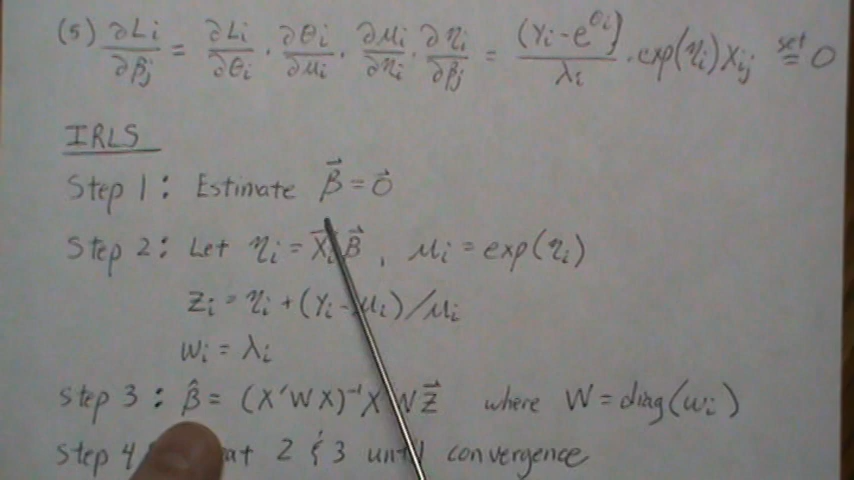 (5) ∂Li/∂βj = ∂Li/∂θi · ∂θi/∂μi · ∂μi/∂ηi · ∂ηi/∂βj = (Yi - e^θi)/λi · exp(ηi) Xij set = 0
IRLS
Step 1: Estimate β⃗ = 0⃗
Step 2: Let ηi = X⃗i β⃗ , μi = exp(ηi)
zi = ηi + (Yi - μi)/μi
wi = λi
Step 3: β̂ = (X'WX)⁻¹ X W z⃗ where W = diag(wi)
Step 4 2 & 3 until convergence